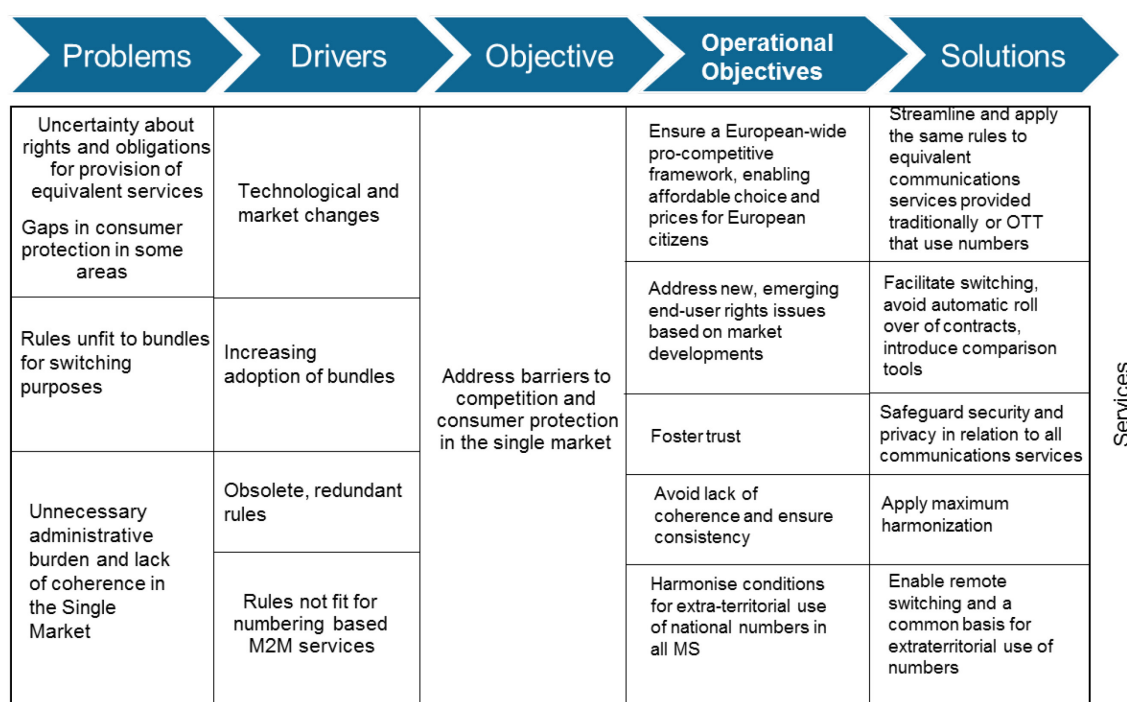 Problems
Drivers
Objective
Operational
Objectives
Solutions
Uncertainty about
rights and obligations
for provision of
equivalent services
Gaps in consumer
protection in some
areas
Rules unfit to bundles
for switching
purposes
Unnecessary
administrative
burden and lack
of coherence in
the Single
Market
Technological and
market changes
Increasing
adoption of bundles
Obsolete, redundant
rules
Rules not fit for
numbering based
M2M services
Address barriers to
competition and
consumer protection
in the single market
Ensure a European-wide
pro-competitive
framework, enabling
affordable choice and
prices for European
citizens
Address new, emerging
end-user rights issues
based on market
developments
Foster trust
Avoid lack of
coherence and ensure
consistency
Harmonise conditions
for extra-territorial use
of national numbers in
all MS
Streamline and apply
the same rules to
equivalent
communications
services provided
traditionally or OTT
that use numbers
Facilitate switching,
avoid automatic roll
over of contracts,
introduce comparison
tools
Safeguard security and
privacy in relation to all
communications services
Apply maximum
harmonization
Enable remote
switching and a
common basis for
extraterritorial use of
numbers
Services